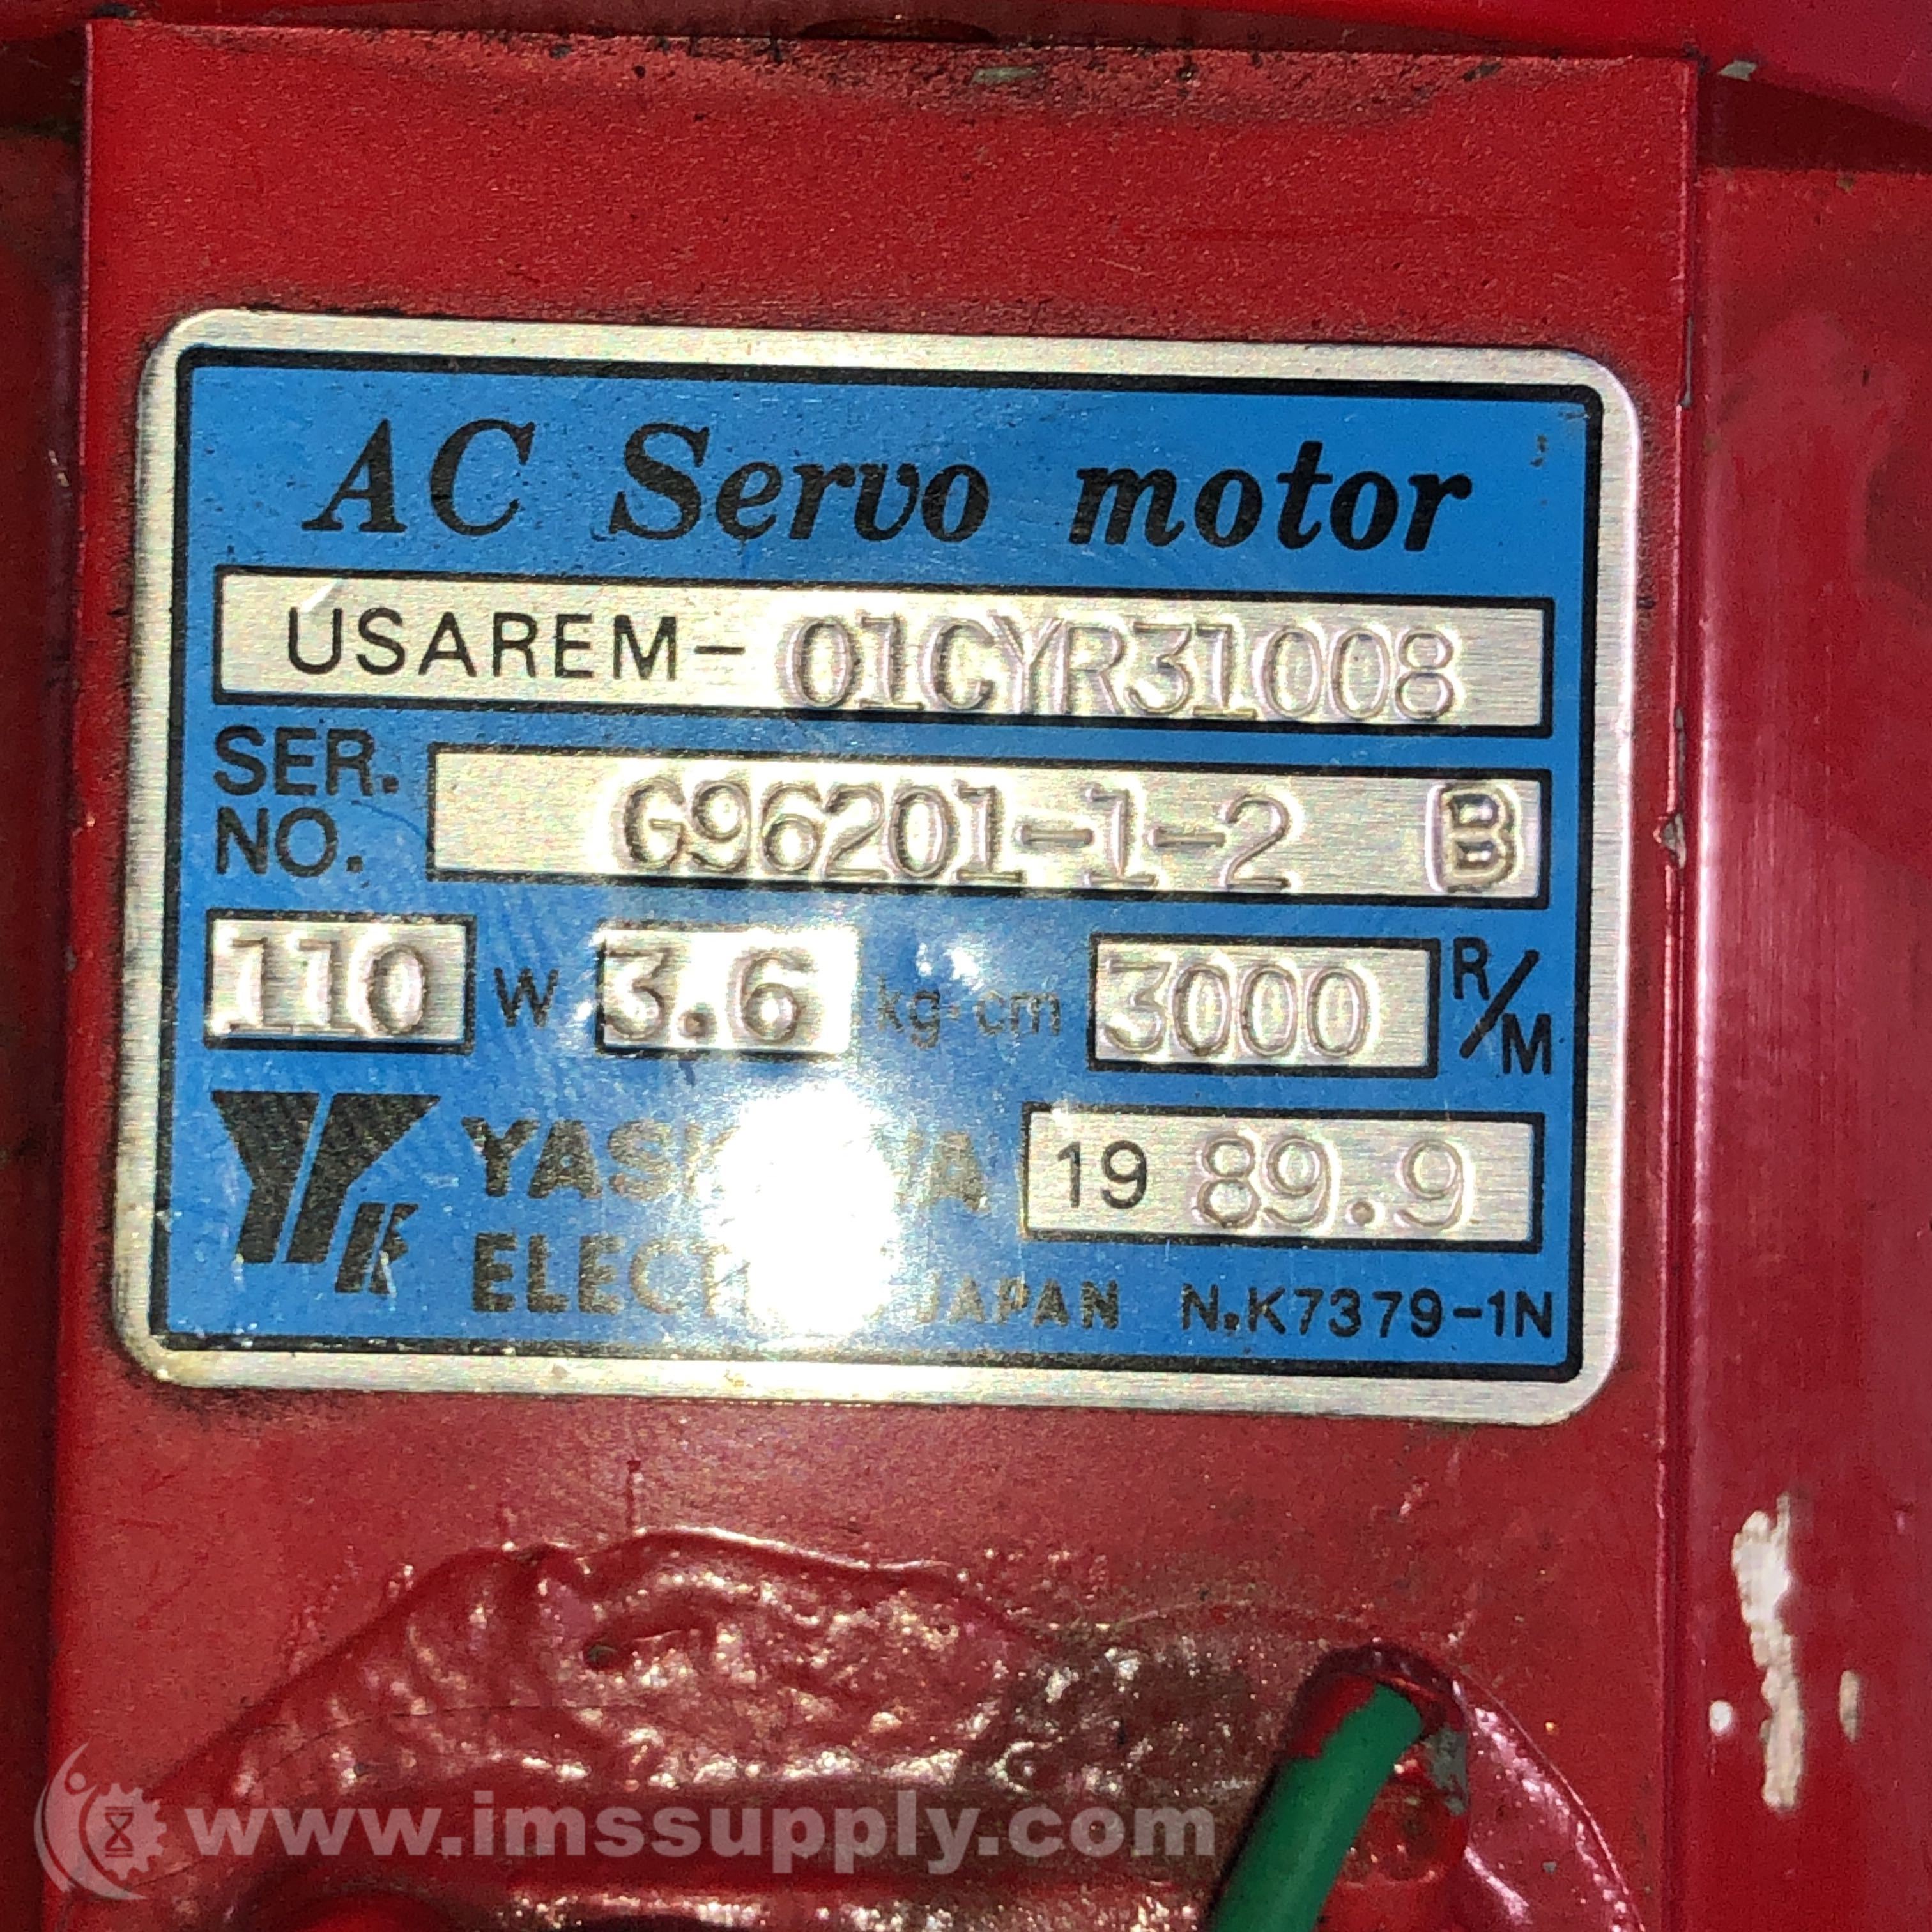 AC Servo motor
USAREM- 01CYR31008
SER. NO. G96201-1-2 B
110 W 3.6 kg-cm 3000 R/M
19 89.9
JAPAN N.K7379-1N
www.imssupply.com